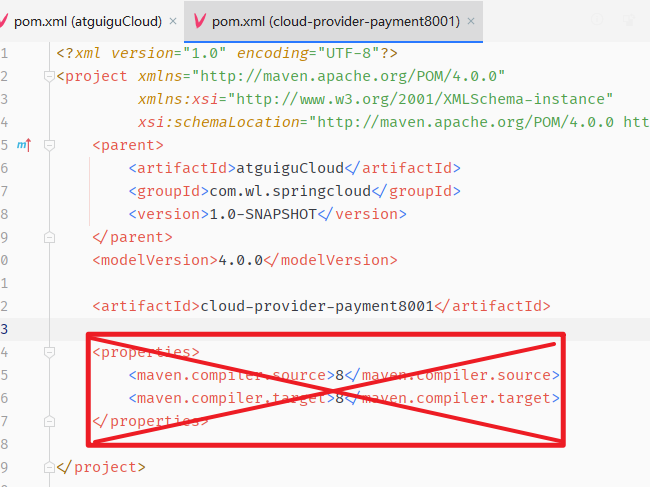 pom.xml (atguiguCloud) × pom.xml (cloud-provider-payment8001) ×
1 <?xml version="1.0" encoding="UTF-8"?>
2 <project xmlns="http://maven.apache.org/POM/4.0.0"
3 xmlns:xsi="http://www.w3.org/2001/XMLSchema-instance"
4 xsi:schemaLocation="http://maven.apache.org/POM/4.0.0 htt
5 m <parent>
6 <artifactId>atguiguCloud</artifactId>
7 <groupId>com.wl.springcloud</groupId>
8 <version>1.0-SNAPSHOT</version>
9 </parent>
0 <modelVersion>4.0.0</modelVersion>
1
2 <artifactId>cloud-provider-payment8001</artifactId>
3
4 <properties>
5 <maven.compiler.source>8</maven.compiler.source>
6 <maven.compiler.target>8</maven.compiler.target>
7 </properties>
8
9 </project>